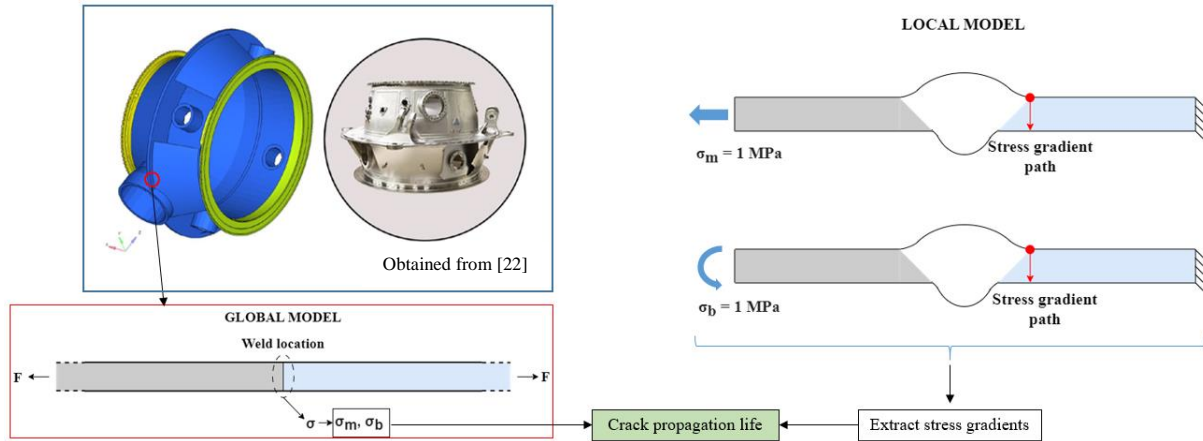 Obtained from [22]
GLOBAL MODEL
Weld location
F
F
σ → σm, σb
LOCAL MODEL
σm = 1 MPa
Stress gradient
path
σb = 1 MPa
Stress gradient
path
Crack propagation life
Extract stress gradients